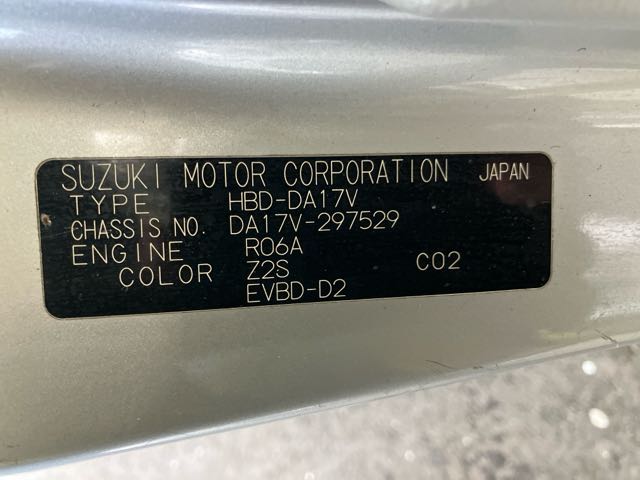 SUZUKI MOTOR CORPORATION JAPAN
TYPE HBD-DA17V
CHASSIS NO. DA17V-297529
ENGINE R06A
COLOR Z2S C02
EVBD-D2